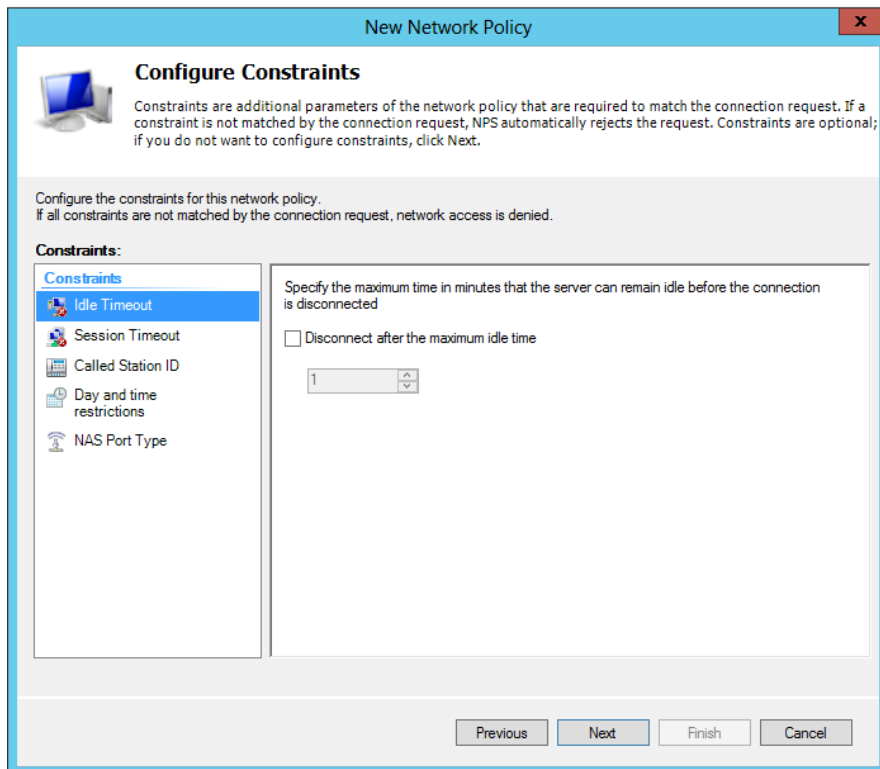 New Network Policy
x
Configure Constraints
Constraints are additional parameters of the network policy that are required to match the connection request. If a
constraint is not matched by the connection request, NPS automatically rejects the request. Constraints are optional;
if you do not want to configure constraints, click Next.
Configure the constraints for this network policy.
If all constraints are not matched by the connection request, network access is denied.
Constraints:
Constraints
Idle Timeout
Session Timeout
Called Station ID
Day and time
restrictions
NAS Port Type
Specify the maximum time in minutes that the server can remain idle before the connection
is disconnected
Disconnect after the maximum idle time
1
Previous
Next
Finish
Cancel